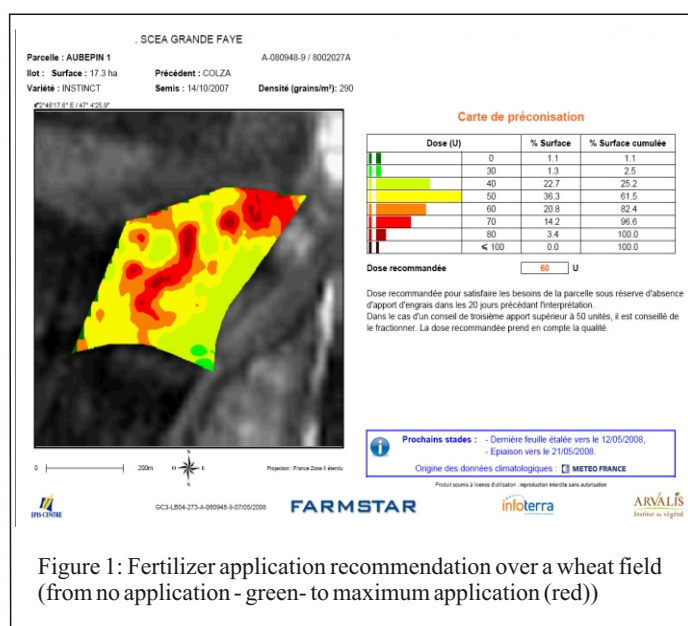 . SCEA GRANDE FAYE
Parcelle : AUBEPIN 1 A-080948-9 / 8002027A
Ilot : Surface : 17.3 ha Précédent : COLZA
Variété : INSTINCT Semis : 14/10/2007 Densité (grains/m²): 290
Carte de préconisation
Dose (U) % Surface % Surface cumulée
0 1.1 1.1
30 1.3 2.5
40 22.7 25.2
50 36.3 61.5
60 20.8 82.4
70 14.2 96.6
80 3.4 100.0
≤ 100 0.0 100.0
Dose recommandée 60 U
Dose recommandée pour satisfaire les besoins de la parcelle sous réserve d'absence
d'apport d'engrais dans les 20 jours précédant l'interprétation.
Dans le cas d'un conseil de troisième apport supérieur à 50 unités, il est conseillé de
le fractionner. La dose recommandée prend en compte la qualité.
Prochains stades : - Dernière feuille étalée vers le 12/05/2008,
- Epiaison vers le 21/05/2008.
Origine des données climatologiques : METEO FRANCE
0 200m N S Projection : France Zone II étendu
Produit soumis à licence d'utilisation : reproduction interdite sans autorisation
EPIS-CENTRE GC3-LB04-273-A-080948-9-07/05/2008 FARMSTAR infoterra ARVALIS
Institut du végétal
Figure 1: Fertilizer application recommendation over a wheat field
(from no application - green- to maximum application (red))